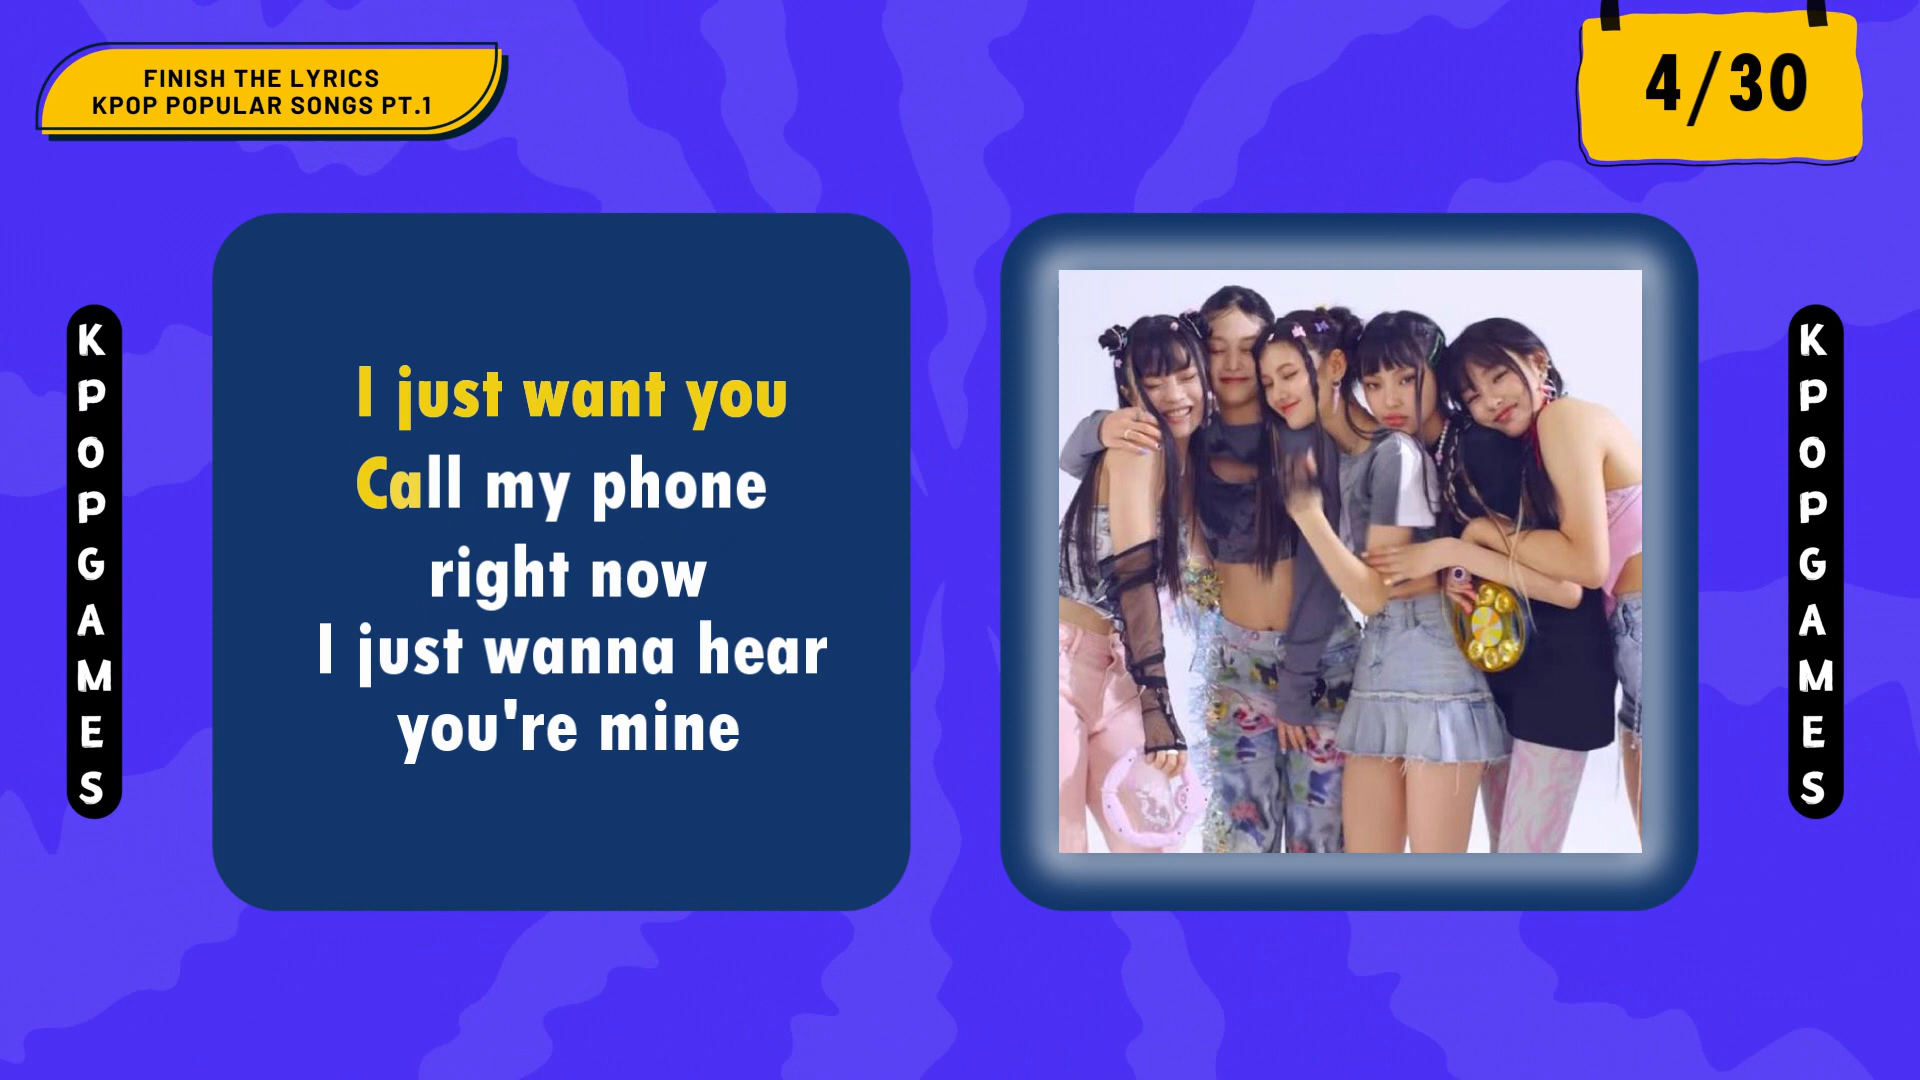 FINISH THE LYRICS
KPOP POPULAR SONGS PT.1
4/30
KPOPGAMES
I just want you
Call my phone
right now
I just wanna hear
you're mine
KPOPGAMES